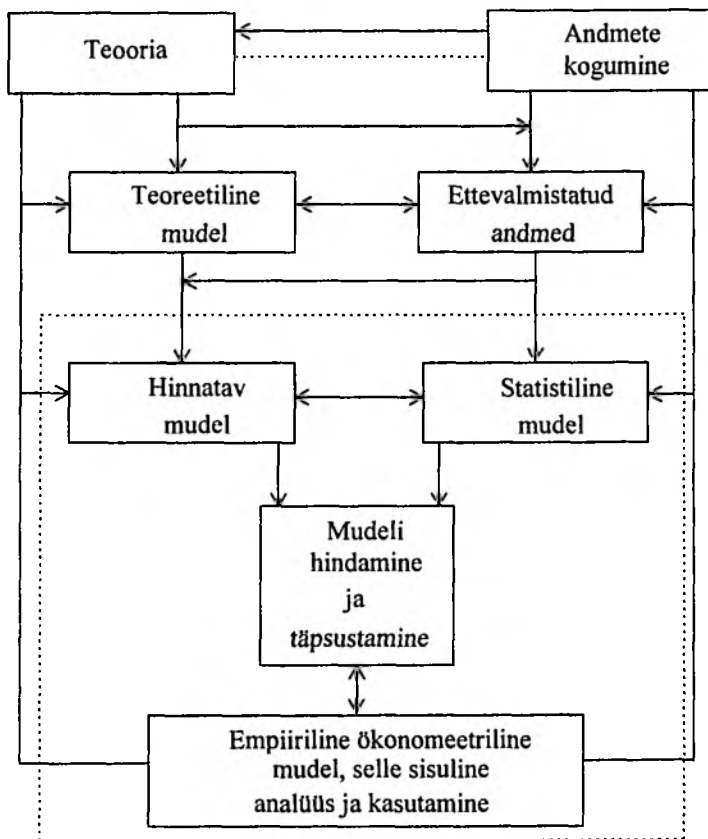 Teooria
Andmete
kogumine
Teoreetiline
mudel
Ettevalmistatud
andmed
Hinnatav
mudel
Statistiline
mudel
Mudeli
hindamine
ja
täpsustamine
Empiiriline ökonomeetriline
mudel, selle sisuline
analüüs ja kasutamine